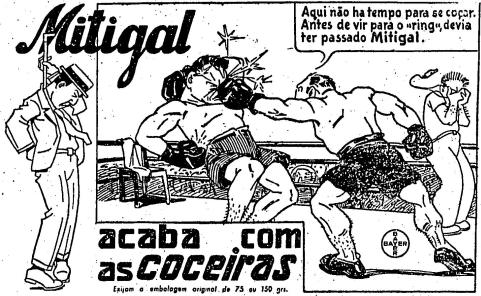 Mitigal
Aqui não ha tempo para se coçar.
Antes de vir para o «ring», devia
ter passado Mitigal.
acaba com
as coceiras
BAYER
BAYER
Exijam a embalagem original de 75 ou 150 grs.